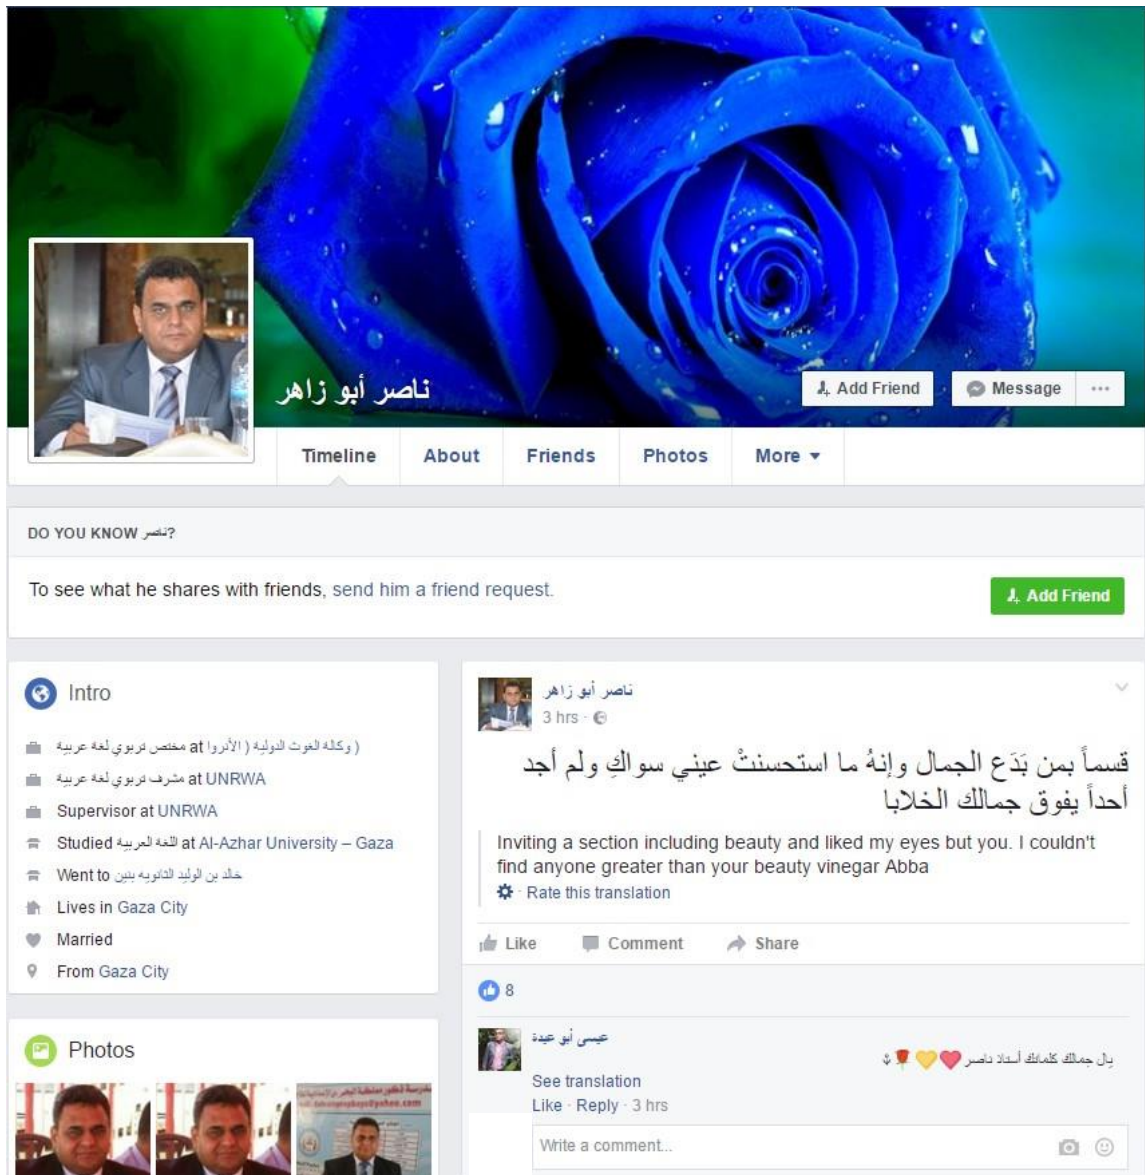 ناصر أبو زاهر
Add Friend
Message
Timeline
About
Friends
Photos
More
DO YOU KNOW ناصر?
To see what he shares with friends, send him a friend request.
Add Friend
Intro
مختص تربوي لغة عربية at وكالة الغوث الدولية ( الأنروا )
مشرف تربوي لغة عربية at UNRWA
Supervisor at UNRWA
Studied اللغة العربية at Al-Azhar University – Gaza
Went to خالد بن الوليد الثانويه بنين
Lives in Gaza City
Married
From Gaza City
Photos
ناصر أبو زاهر
3 hrs ·
قسماً بمن بَدَع الجمال وإنهُ ما استحسنتْ عيني سواكِ ولم أجد
أحداً يفوق جمالك الخلابا
Inviting a section including beauty and liked my eyes but you. I couldn't
find anyone greater than your beauty vinegar Abba
· Rate this translation
Like
Comment
Share
8
عيسى أبو عيدة
يال جمالك كلماتك أستاذ ناصر
See translation
Like · Reply · 3 hrs
Write a comment...